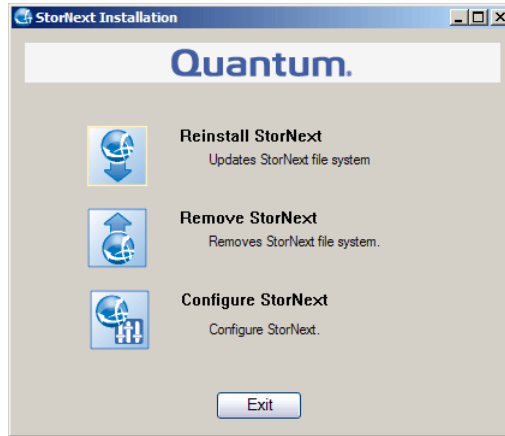 StorNext Installation
Quantum.
Reinstall StorNext
Updates StorNext file system
Remove StorNext
Removes StorNext file system.
Configure StorNext
Configure StorNext.
Exit